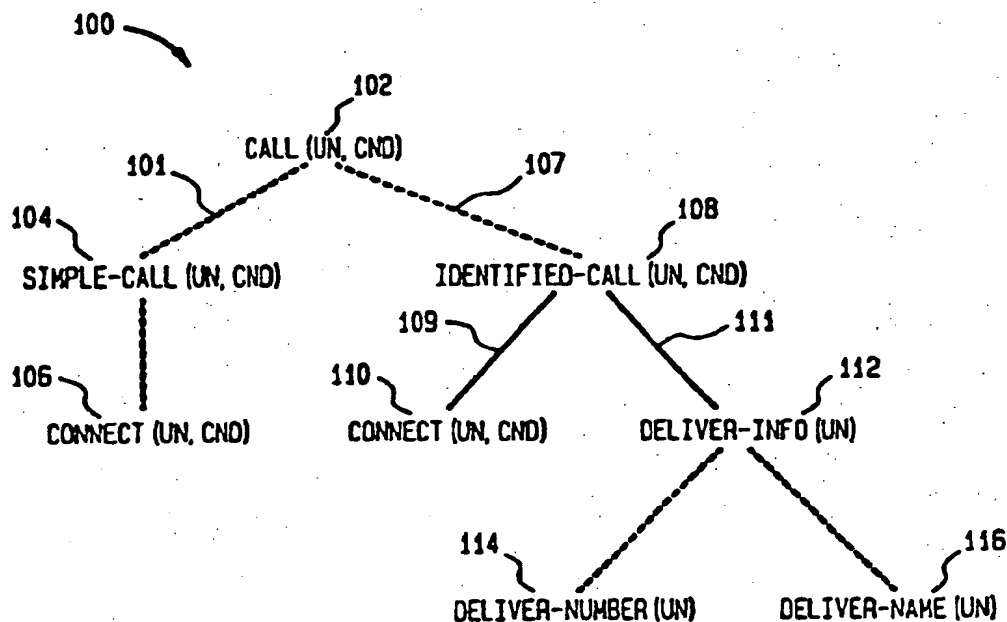 100
102
CALL (UN, CND)
101
107
104
108
SIMPLE-CALL (UN, CND)
IDENTIFIED-CALL (UN, CND)
109
111
106
110
112
CONNECT (UN, CND)
CONNECT (UN, CND)
DELIVER-INFO (UN)
114
116
DELIVER-NUMBER (UN)
DELIVER-NAME (UN)